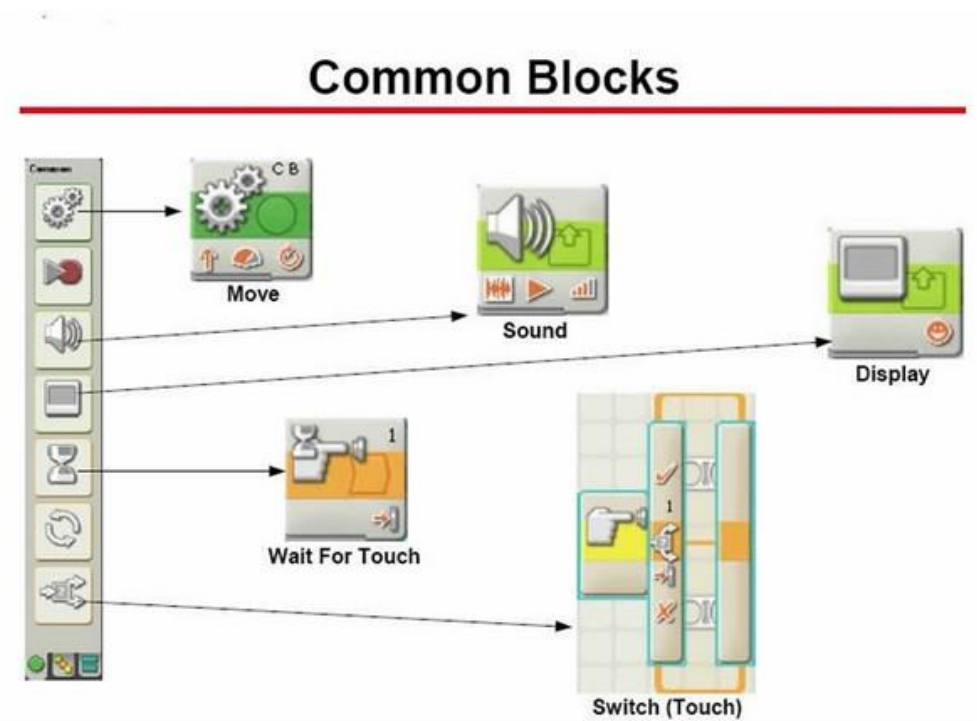 Common Blocks
Common
C B
Move
Sound
Display
1
Wait For Touch
1
Switch (Touch)